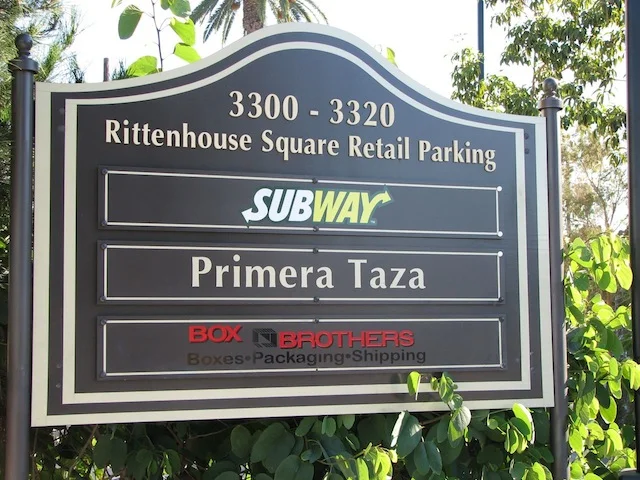 3300 - 3320
Rittenhouse Square Retail Parking
SUBWAY
Primera Taza
BOX BROTHERS
Boxes•Packaging•Shipping